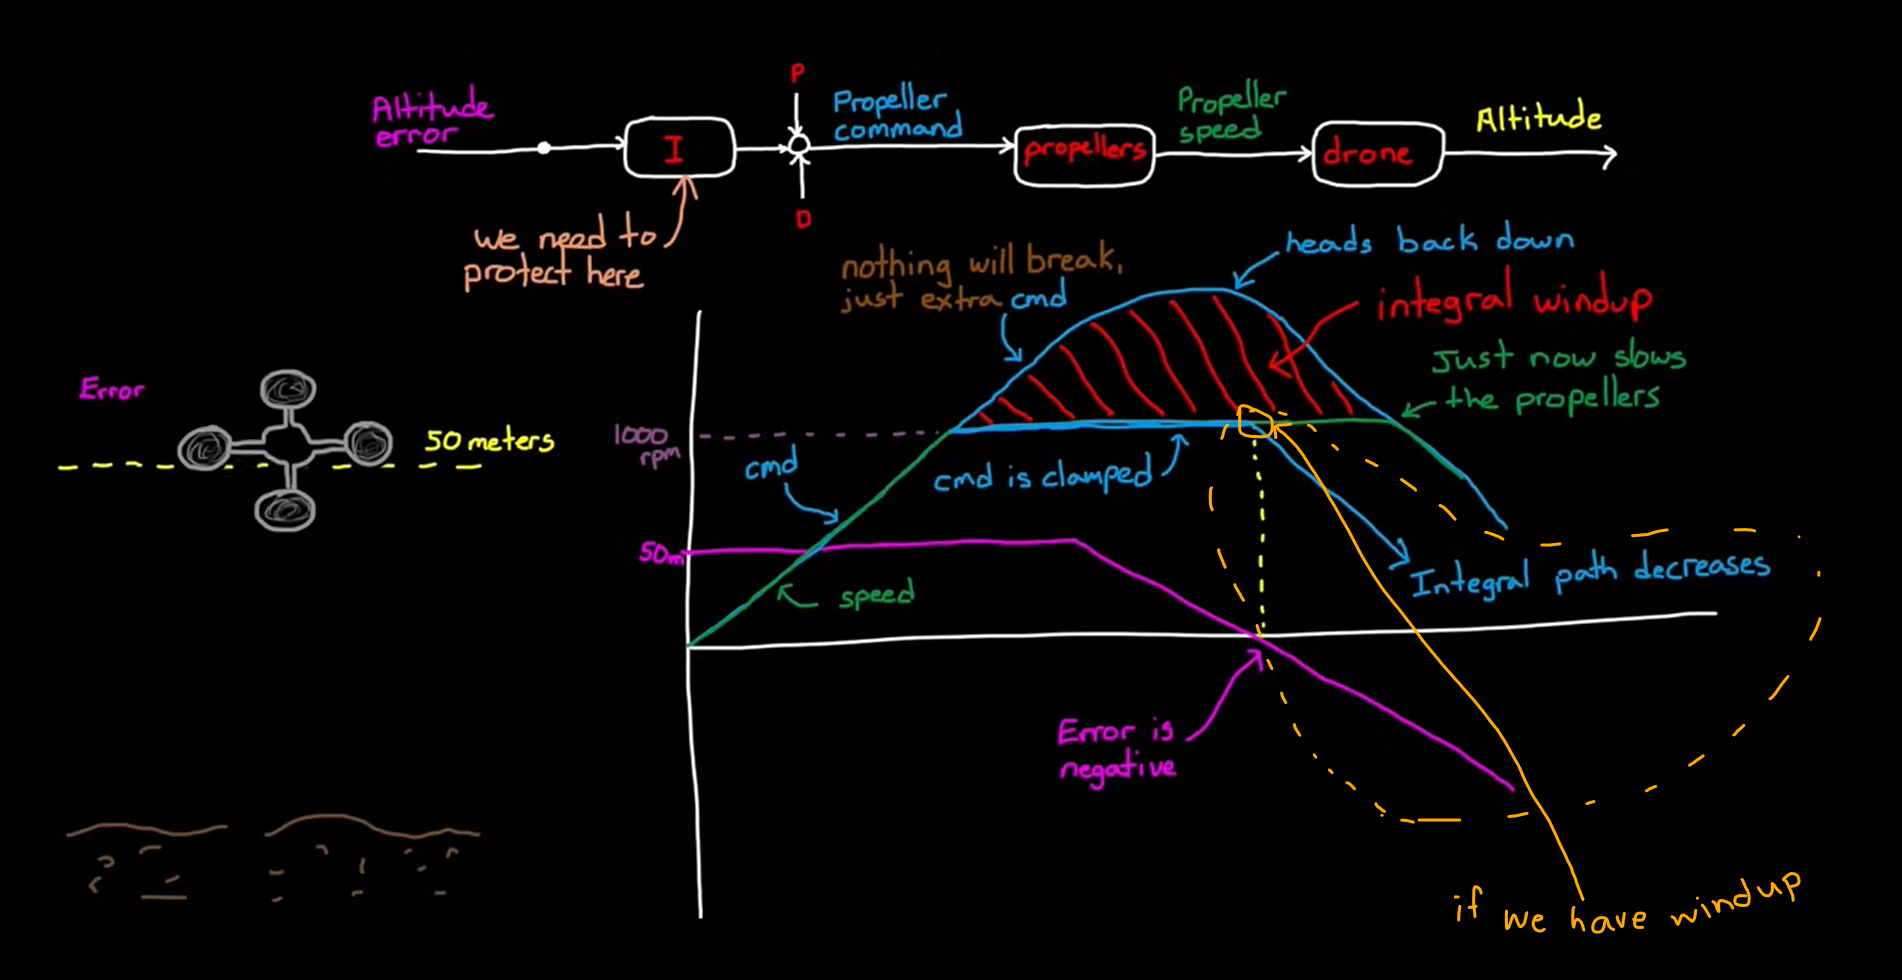 Altitude
error
I
P
D
Propeller
command
propellers
Propeller
speed
drone
Altitude
we need to
protect here
nothing will break,
just extra cmd
heads back down
integral windup
Just now slows
the propellers
Error
50 meters
1000
rpm
cmd
cmd is clamped
50m
speed
Integral path decreases
Error is
negative
if we have windup